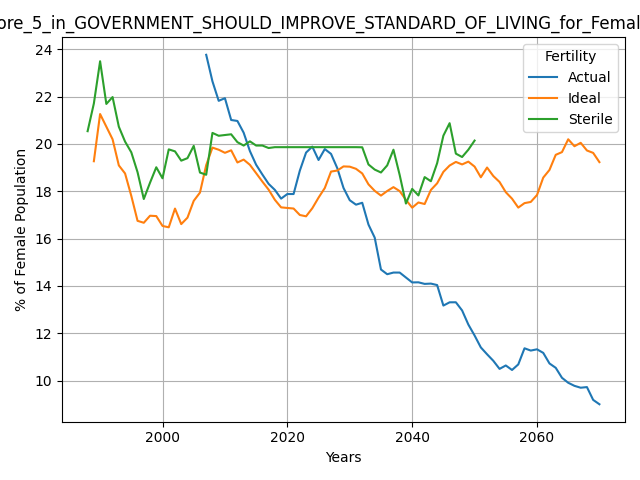 ore_5_in_GOVERNMENT_SHOULD_IMPROVE_STANDARD_OF_LIVING_for_Femal
Fertility
Actual
Ideal
Sterile
% of Female Population
24
22
20
18
16
14
12
10
2000
2020
2040
2060
Years